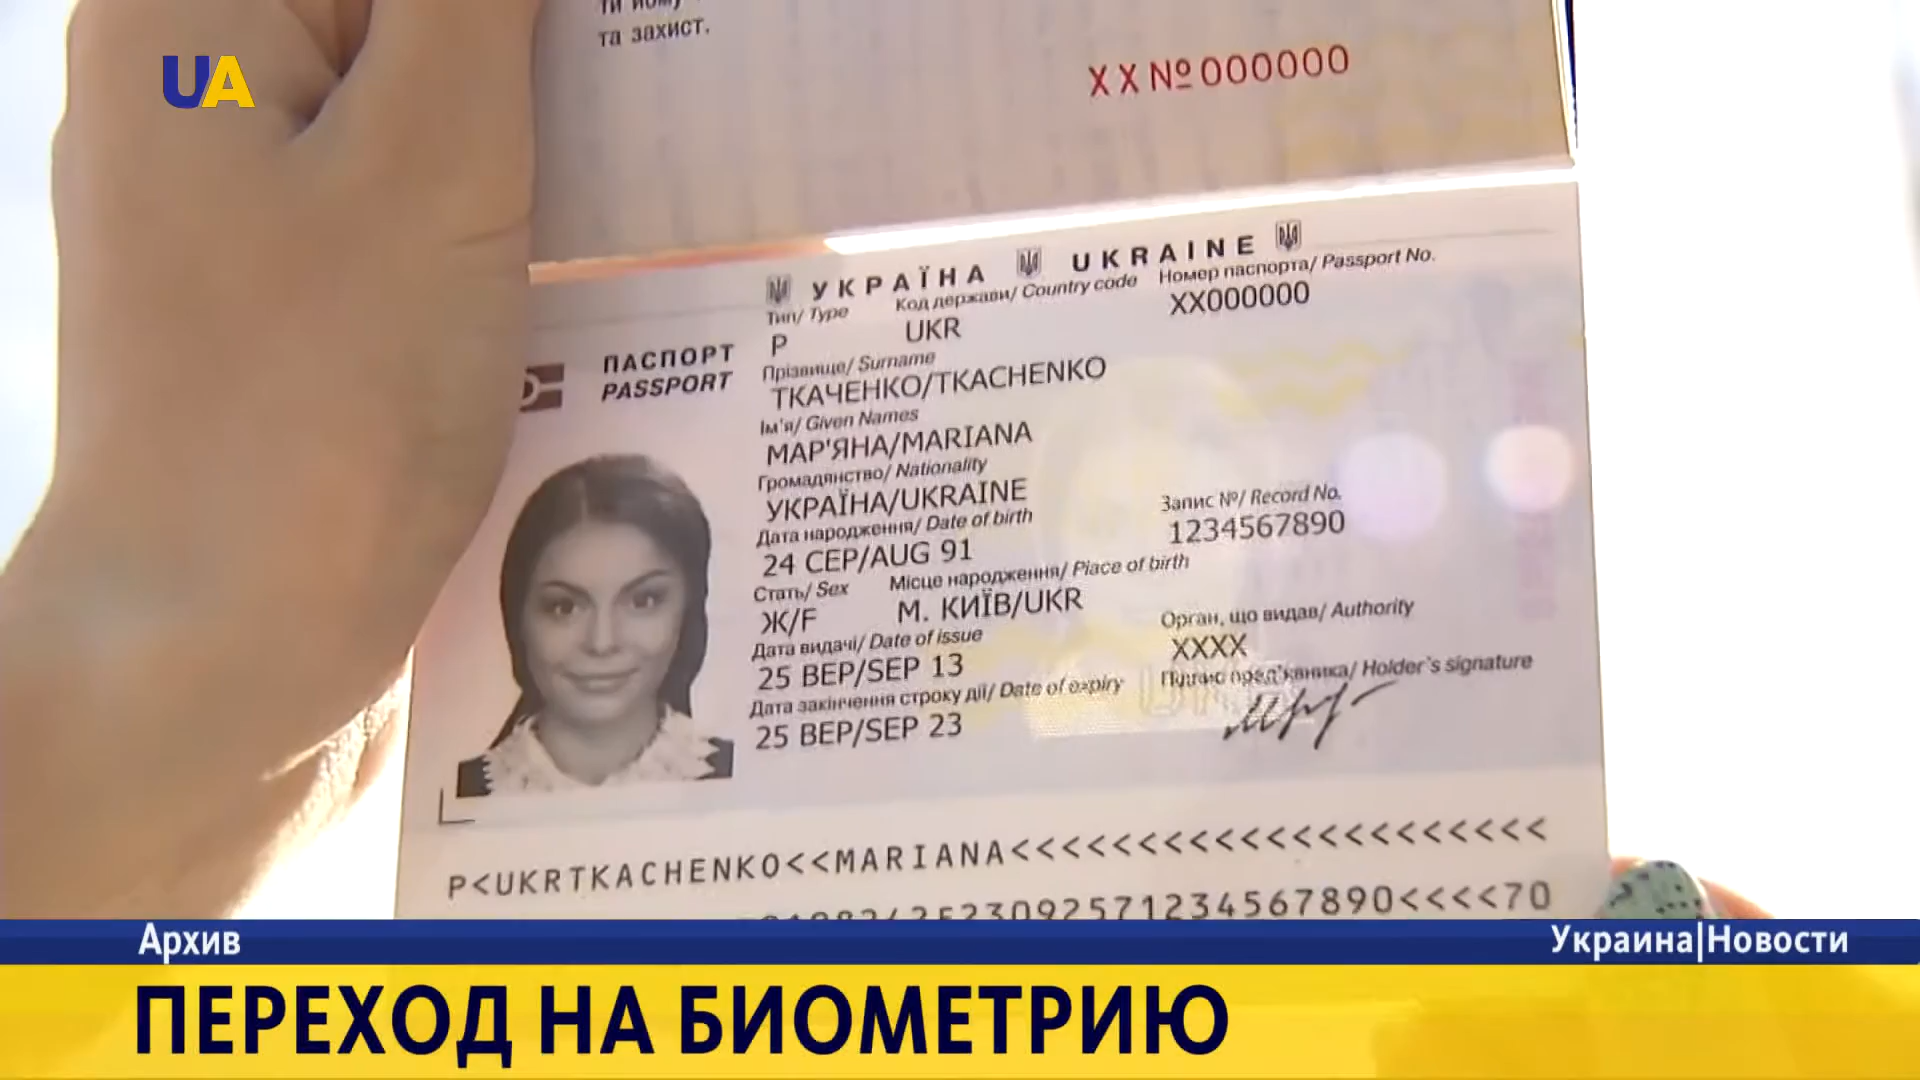 UA
та захист.
XX№000000
УКРАЇНА UKRAINE
Тип/ Type Код держави/ Country code Номер паспорта/ Passport No.
P UKR XX000000
ПАСПОРТ
PASSPORT
Прізвище/ Surname
ТКАЧЕНКО/TKACHENKO
Ім'я/ Given Names
МАР'ЯНА/MARIANA
Громадянство/ Nationality
УКРАЇНА/UKRAINE
Дата народження/ Date of birth Запис №/ Record No.
24 СЕР/AUG 91 1234567890
Стать/ Sex Місце народження/ Place of birth
Ж/F М. КИЇВ/UKR
Дата видачі/ Date of issue Орган, що видав/ Authority
25 ВЕР/SEP 13 XXXX
Дата закінчення строку дії/ Date of expiry Підпис пред'явника/ Holder's signature
25 ВЕР/SEP 23
P<UKRTKACHENKO<<MARIANA<<<<<<<<<<<<<<<<<<<<<
23092571234567890<<<<70
Архив Украина|Новости
ПЕРЕХОД НА БИОМЕТРИЮ